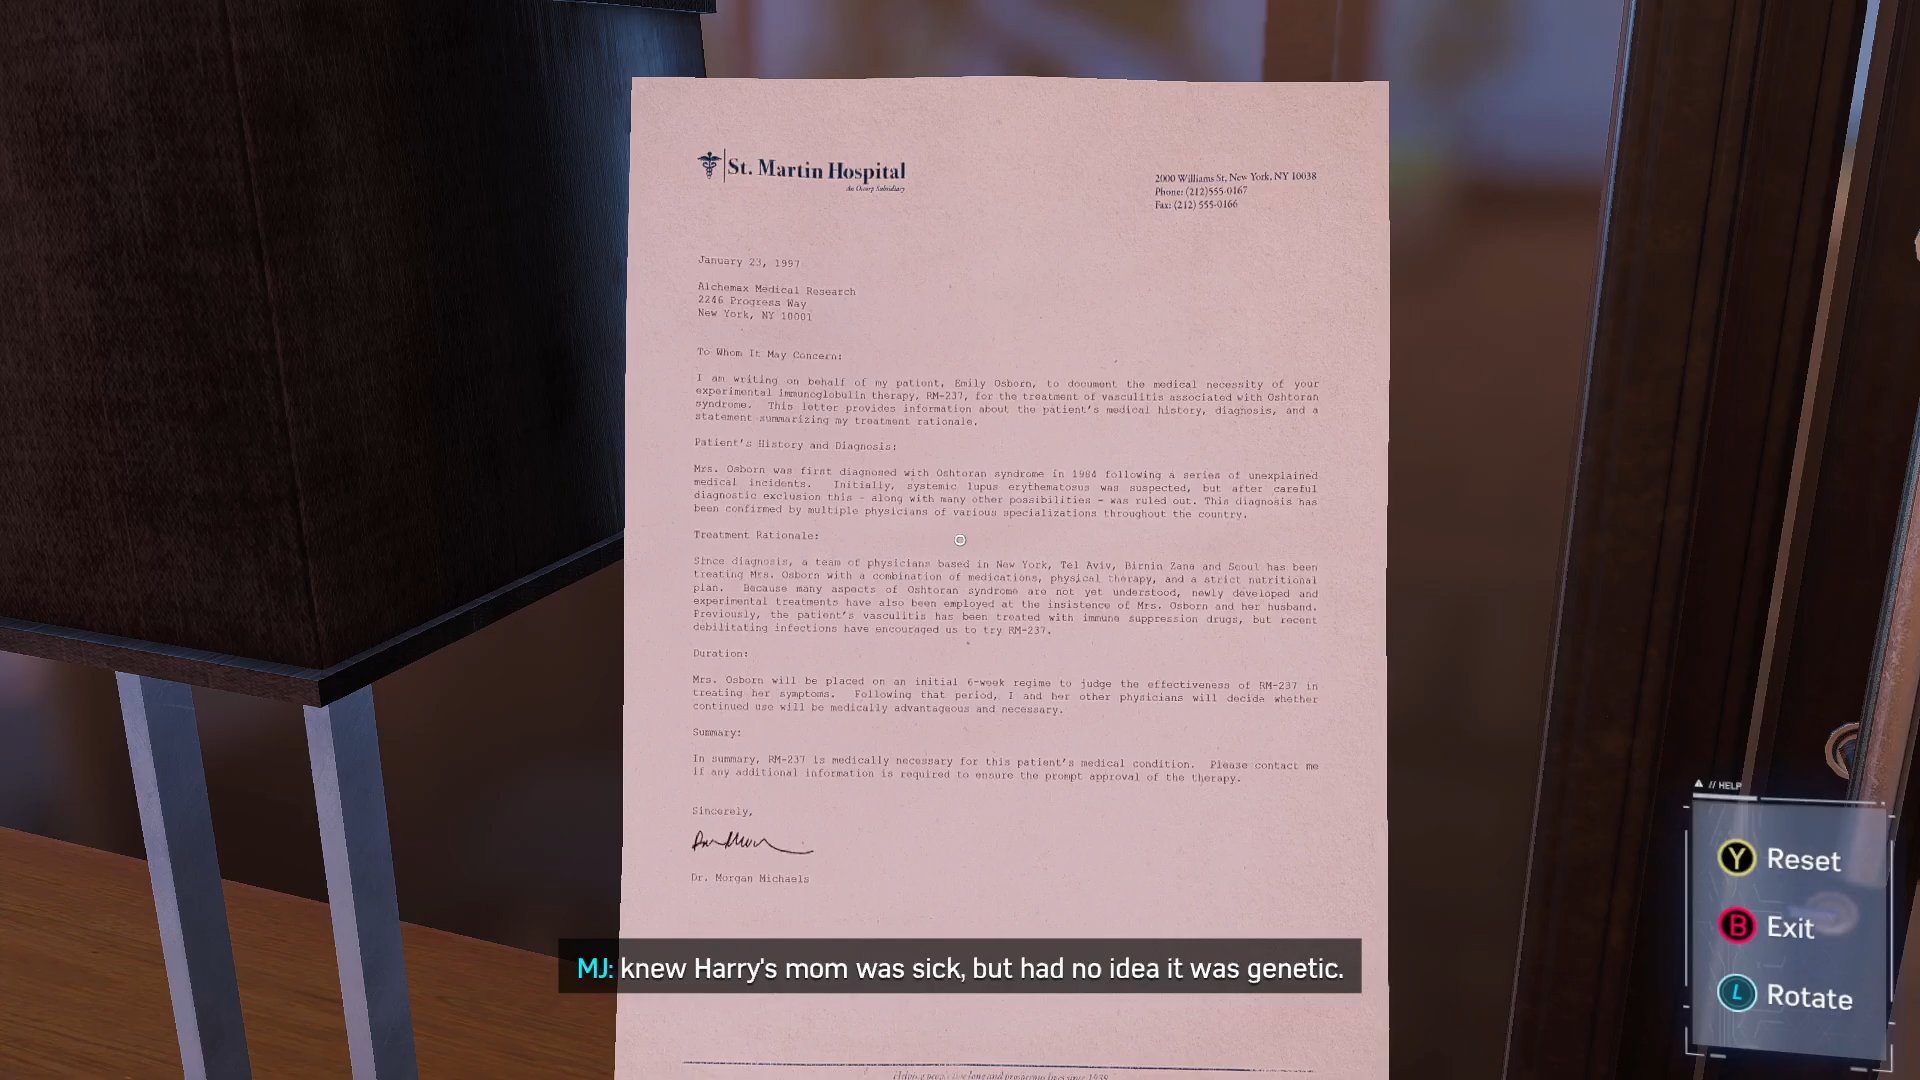 St. Martin Hospital
An Oscorp Subsidiary
2000 Williams St, New York, NY 10038
Phone: (212)555-0167
Fax: (212) 555-0166
January 23, 1997
Alchemax Medical Research
2246 Progress Way
New York, NY 10001
To Whom It May Concern:
I am writing on behalf of my patient, Emily Osborn, to document the medical necessity of your
experimental immunoglobulin therapy, RM-237, for the treatment of vasculitis associated with Oshtoran
syndrome. This letter provides information about the patient's medical history, diagnosis, and a
statement summarizing my treatment rationale.
Patient's History and Diagnosis:
Mrs. Osborn was first diagnosed with Oshtoran syndrome in 1984 following a series of unexplained
medical incidents. Initially, systemic lupus erythematosus was suspected, but after careful
diagnostic exclusion this - along with many other possibilities - was ruled out. This diagnosis has
been confirmed by multiple physicians of various specializations throughout the country.
Treatment Rationale:
Since diagnosis, a team of physicians based in New York, Tel Aviv, Birnin Zana and Seoul has been
treating Mrs. Osborn with a combination of medications, physical therapy, and a strict nutritional
plan. Because many aspects of Oshtoran syndrome are not yet understood, newly developed and
experimental treatments have also been employed at the insistence of Mrs. Osborn and her husband.
Previously, the patient's vasculitis has been treated with immune suppression drugs, but recent
debilitating infections have encouraged us to try RM-237.
Duration:
Mrs. Osborn will be placed on an initial 6-week regime to judge the effectiveness of RM-237 in
treating her symptoms. Following that period, I and her other physicians will decide whether
continued use will be medically advantageous and necessary.
Summary:
In summary, RM-237 is medically necessary for this patient's medical condition. Please contact me
if any additional information is required to ensure the prompt approval of the therapy.
Sincerely,
Dr. Morgan Michaels
MJ: knew Harry's mom was sick, but had no idea it was genetic.
long and prosperous lives since
// HELP
Y Reset
B Exit
L Rotate